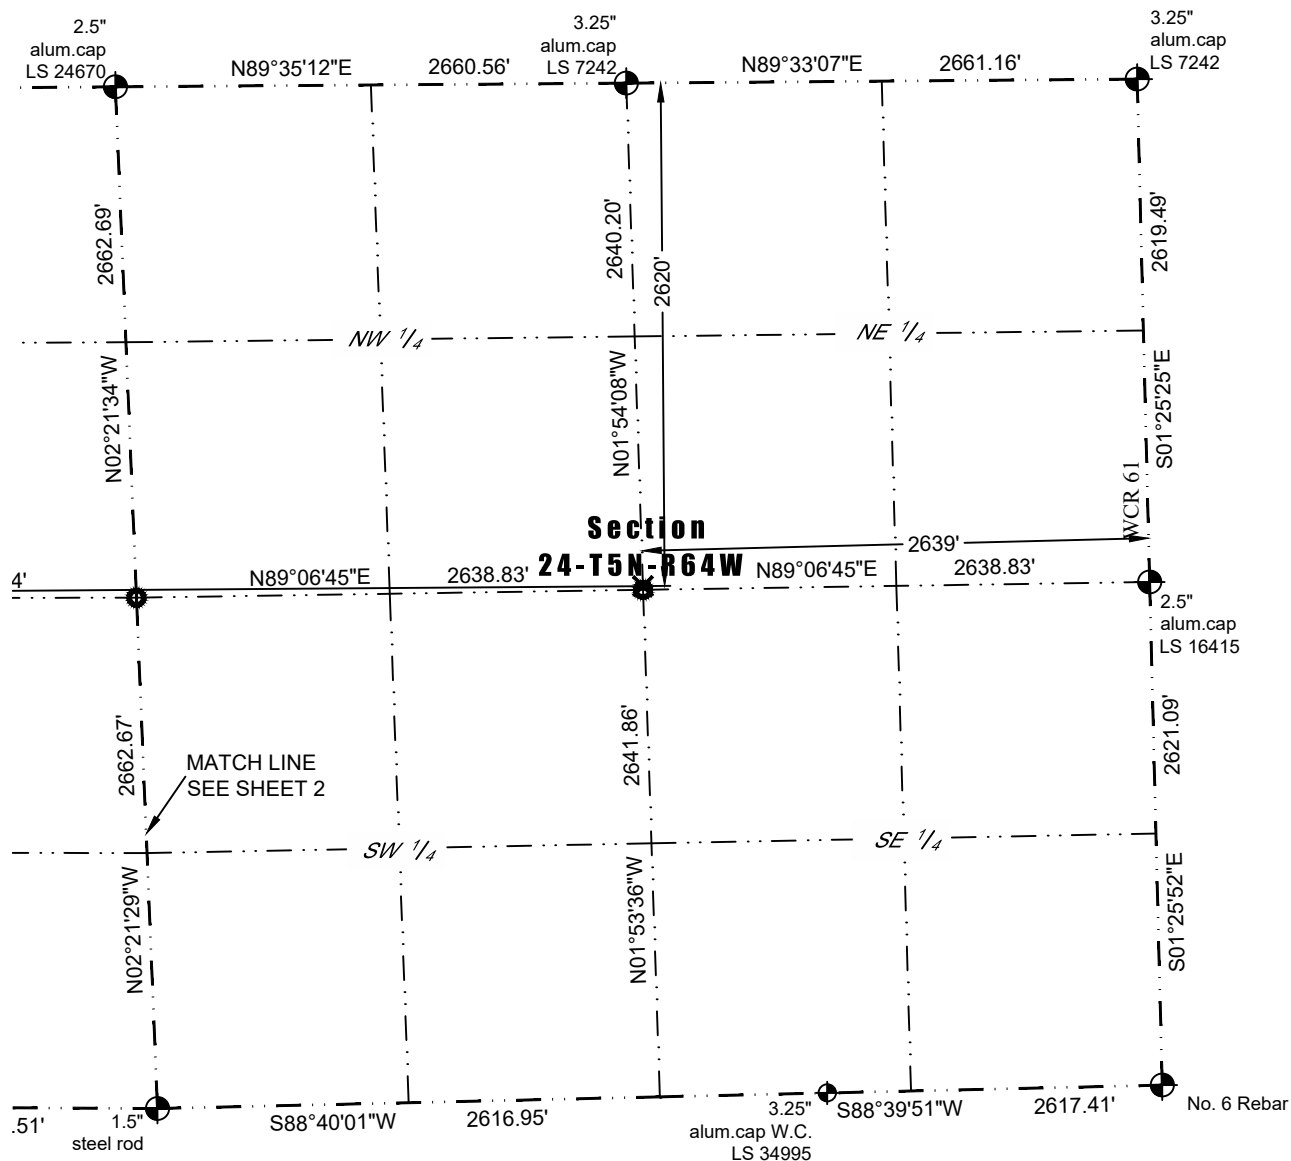 2.5"
alum.cap
LS 24670
N89°35'12"E
2660.56'
3.25"
alum.cap
LS 7242
N89°33'07"E
2661.16'
3.25"
alum.cap
LS 7242
2662.69'
2640.20'
2620'
2619.49'
NW 1/4
NE 1/4
N02°21'34"W
N01°54'08"W
S01°25'25"E
WCR 61
Section
24-T5N-R64W
2639'
4'
N89°06'45"E
2638.83'
N89°06'45"E
2638.83'
2.5"
alum.cap
LS 16415
2662.67'
2641.86'
2621.09'
MATCH LINE
SEE SHEET 2
SW 1/4
SE 1/4
N02°21'29"W
N01°53'36"W
S01°25'52"E
.51'
1.5"
steel rod
S88°40'01"W
2616.95'
3.25"
alum.cap W.C.
LS 34995
S88°39'51"W
2617.41'
No. 6 Rebar